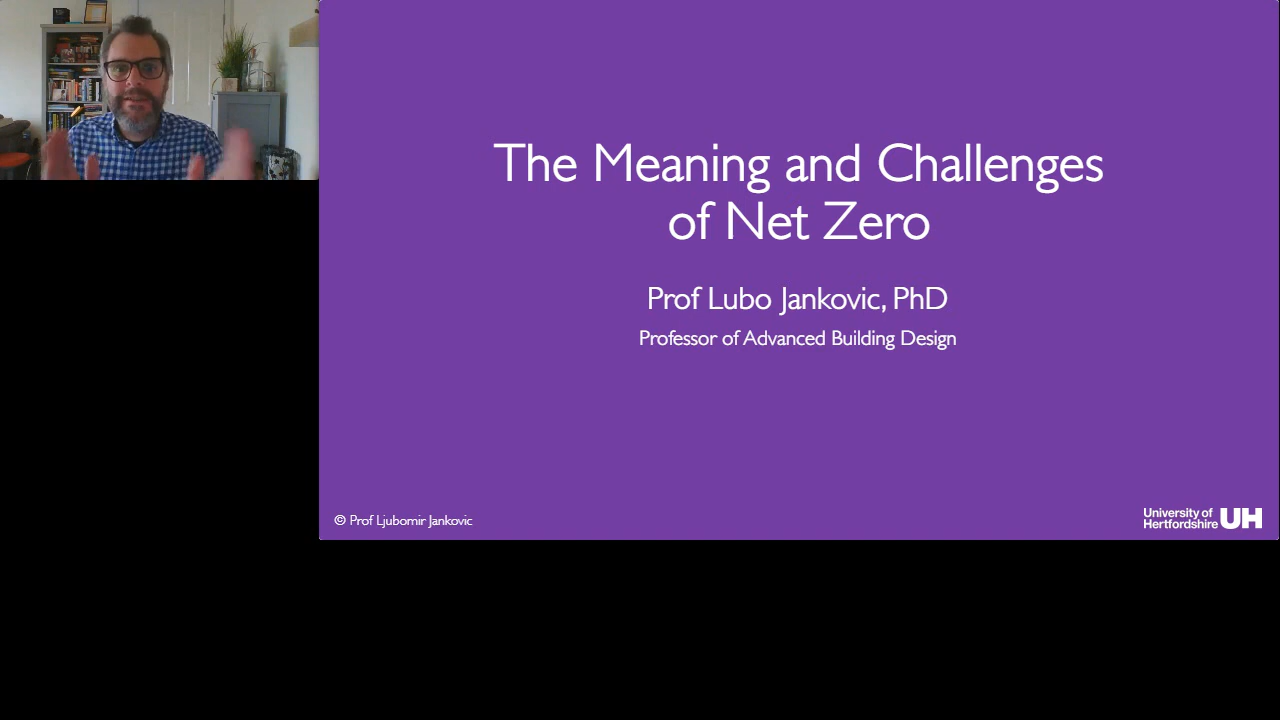 The Meaning and Challenges
of Net Zero
Prof Lubo Jankovic, PhD
Professor of Advanced Building Design
© Prof Ljubomir Jankovic
University of
Hertfordshire UH